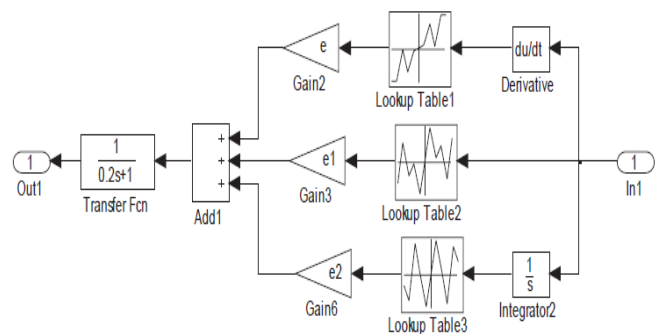 e
Gain2
Lookup Table1
du/dt
Derivative
1
Out1
1
0.2s+1
Transfer Fcn
+
+
+
Add1
e1
Gain3
Lookup Table2
1
In1
e2
Gain6
Lookup Table3
1
s
Integrator2